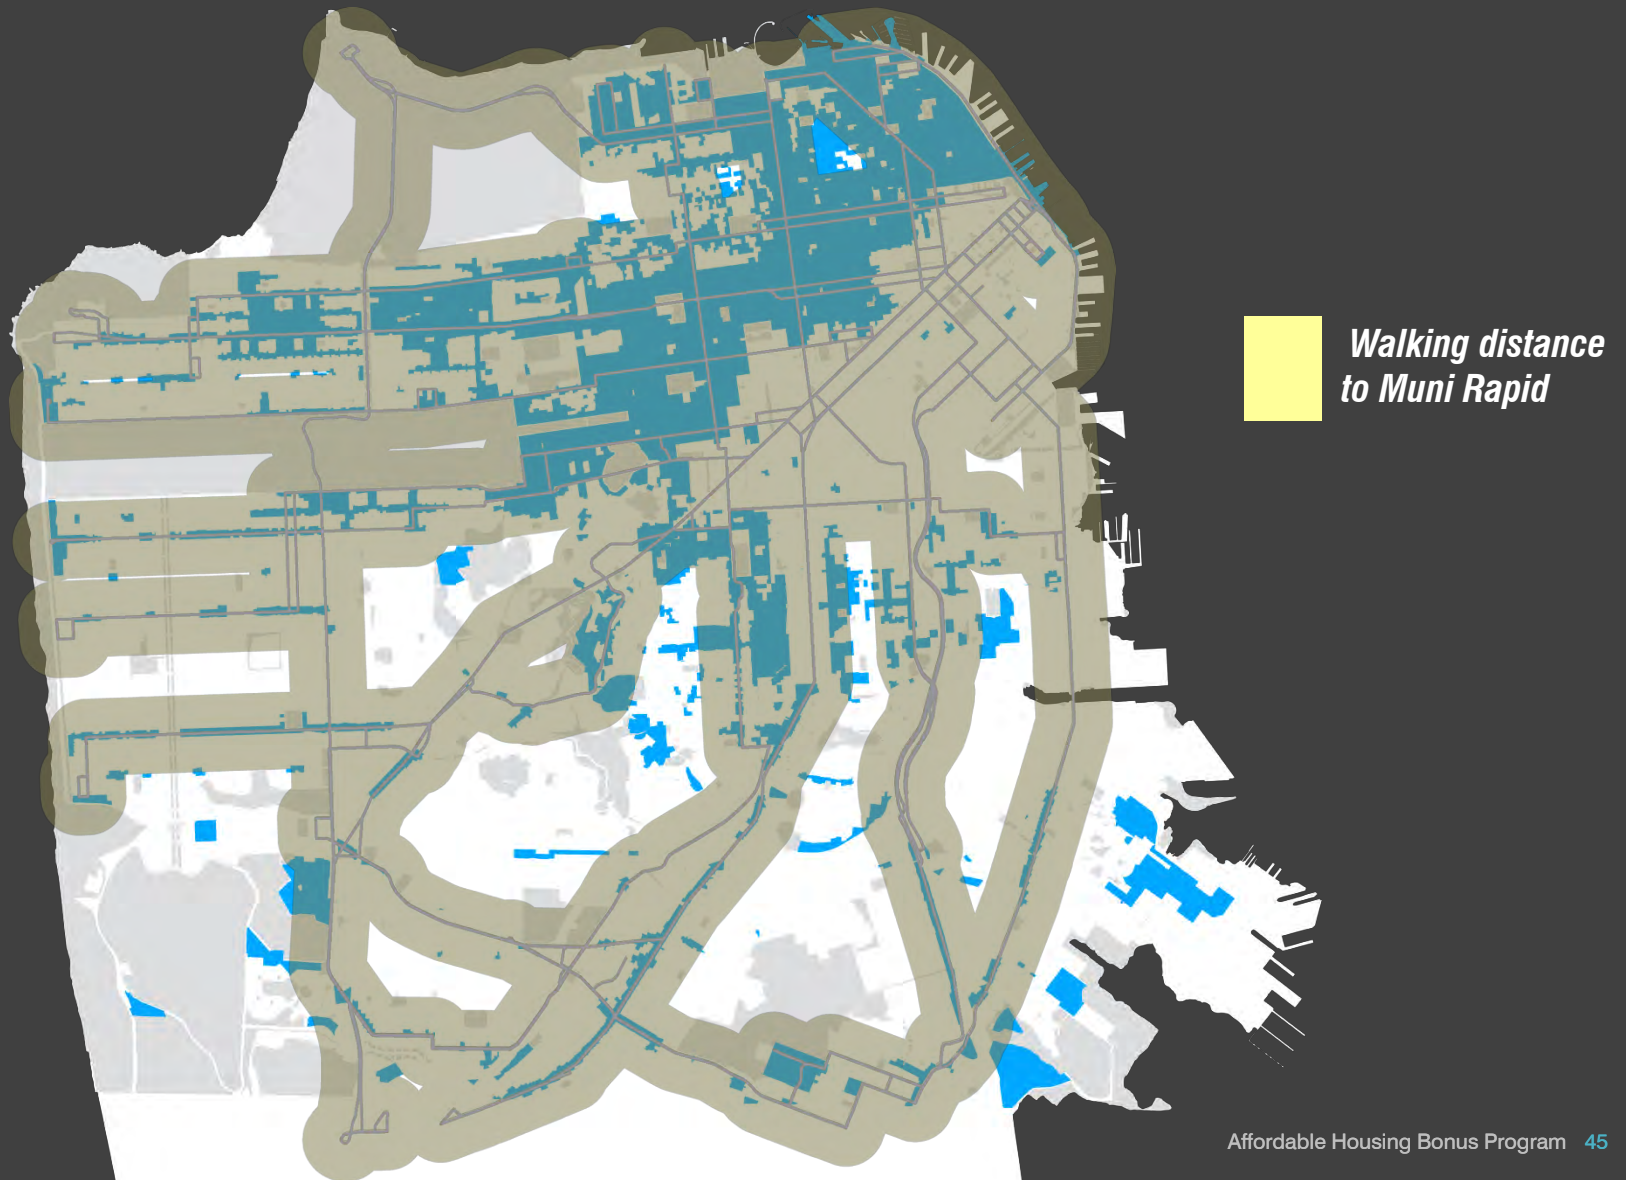 Walking distance
to Muni Rapid
Affordable Housing Bonus Program 45